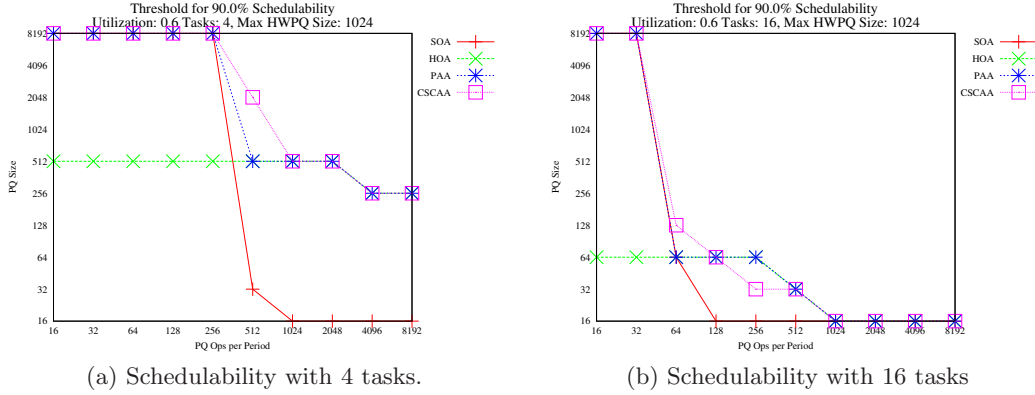 Threshold for 90.0% Schedulability
Utilization: 0.6 Tasks: 4, Max HWPQ Size: 1024
8192
4096
2048
1024
512
256
128
64
32
16
PQ Size
16 32 64 128 256 512 1024 2048 4096 8192
PQ Ops per Period
SOA
HOA
PAA
CSCAA
(a) Schedulability with 4 tasks.
Threshold for 90.0% Schedulability
Utilization: 0.6 Tasks: 16, Max HWPQ Size: 1024
8192
4096
2048
1024
512
256
128
64
32
16
PQ Size
16 32 64 128 256 512 1024 2048 4096 8192
PQ Ops per Period
SOA
HOA
PAA
CSCAA
(b) Schedulability with 16 tasks